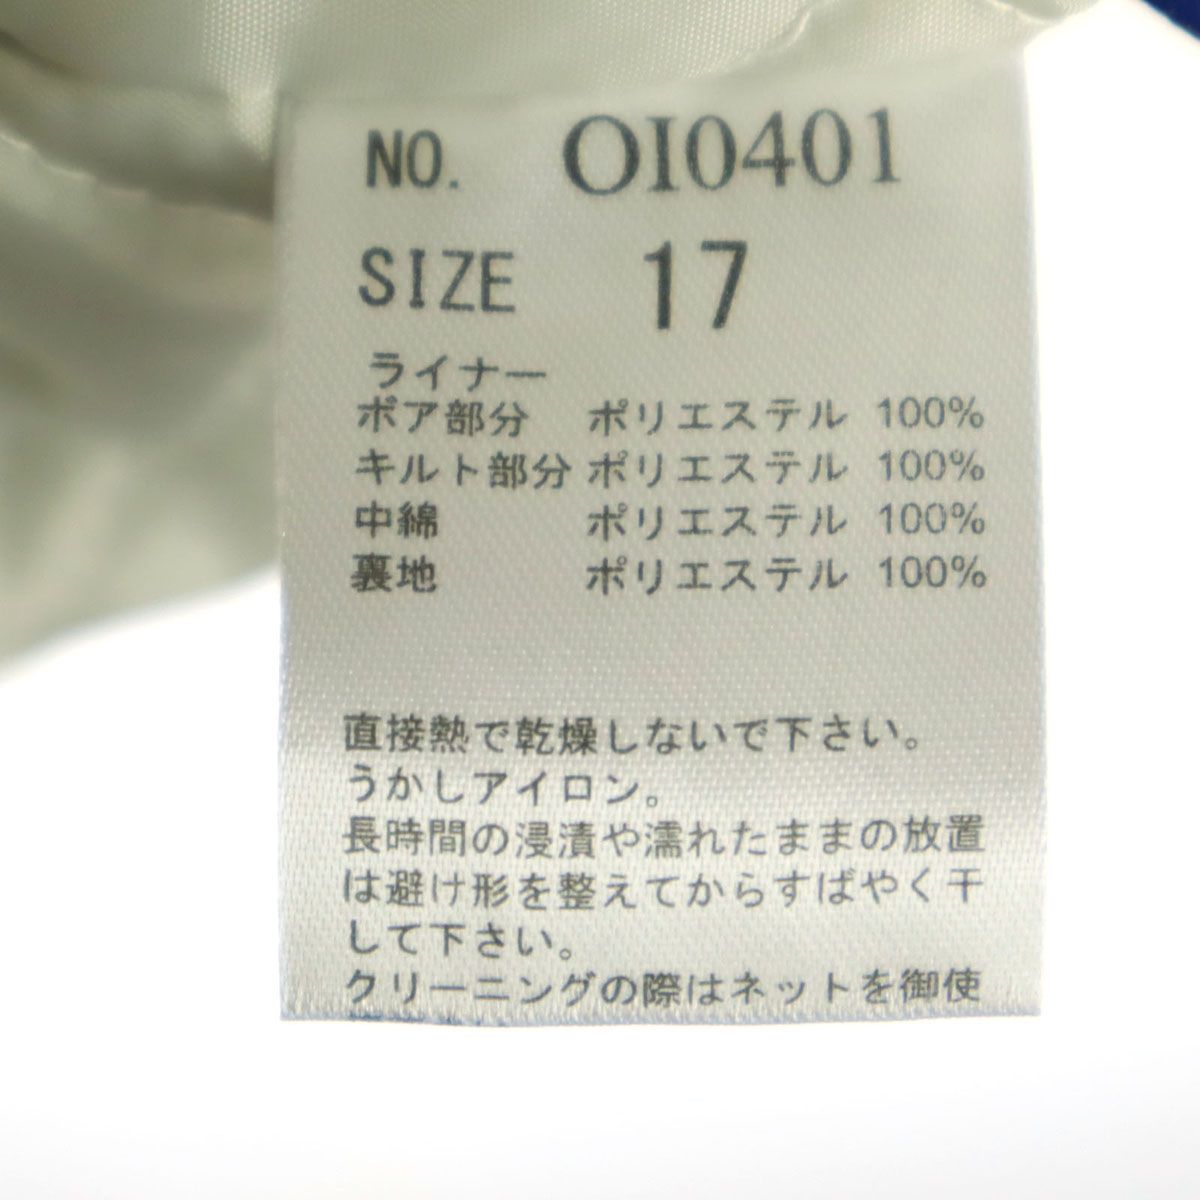 NO. OI0401
SIZE 17
ライナー
ボア部分 ポリエステル 100%
キルト部分 ポリエステル 100%
中綿 ポリエステル 100%
裏地 ポリエステル 100%
直接熱で乾燥しないで下さい。
うかしアイロン。
長時間の浸漬や濡れたままの放置
は避け形を整えてからすばやく干
して下さい。
クリーニングの際はネットを御使